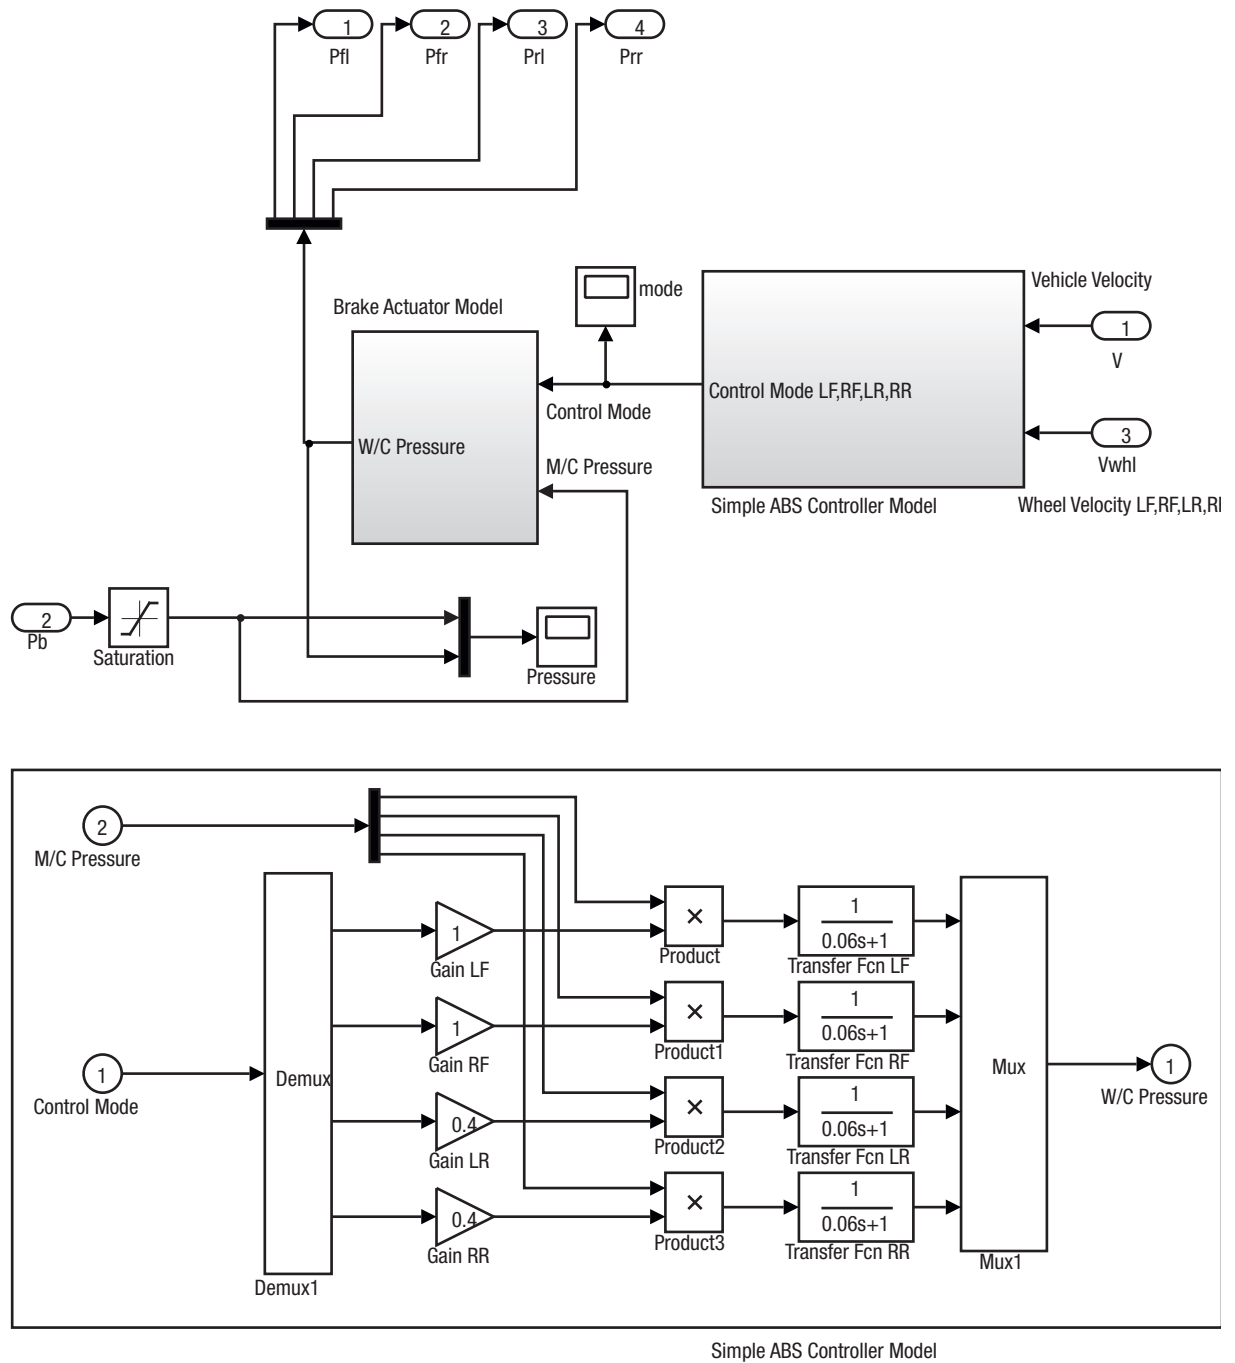 1
2
3
4
Pfl
Pfr
Prl
Prr
mode
Vehicle Velocity
Brake Actuator Model
1
V
Control Mode LF,RF,LR,RR
Control Mode
3
W/C Pressure
M/C Pressure
Vwhl
Simple ABS Controller Model
Wheel Velocity LF,RF,LR,R
2
Pb
Saturation
Pressure
2
M/C Pressure
1
Gain LF
×
Product
1
0.06s+1
Transfer Fcn LF
1
Gain RF
×
Product1
1
0.06s+1
Transfer Fcn RF
1
Control Mode
Demux
Mux
1
W/C Pressure
0.4
Gain LR
×
Product2
1
0.06s+1
Transfer Fcn LR
0.4
Gain RR
×
Product3
1
0.06s+1
Transfer Fcn RR
Demux1
Mux1
Simple ABS Controller Model